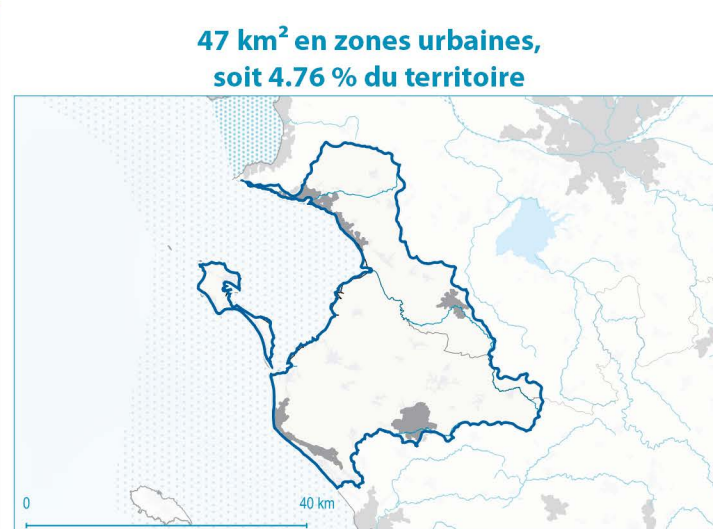 47 km² en zones urbaines,
soit 4.76 % du territoire
0 40 km